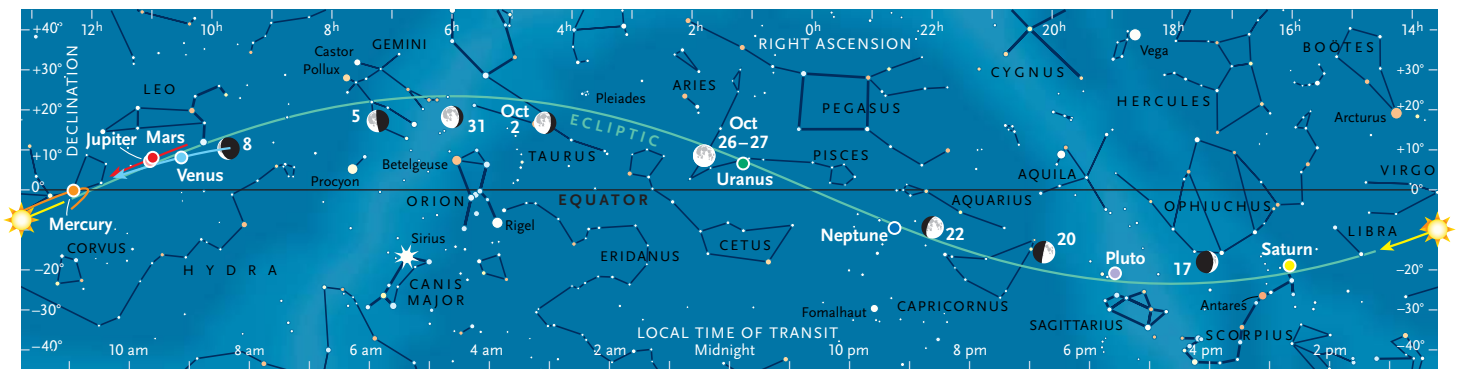 +40° 12h 10h 8h 6h 4h 2h 0h 22h 20h 18h 16h 14h +40°
+30° +30°
+20° +20°
+10° +10°
0° 0°
–20° –20°
–30° –30°
–40° –40°
DECLINATION
RIGHT ASCENSION
LEO
Castor
Pollux
GEMINI
Pleiades
ARIES
PEGASUS
CYGNUS
Vega
HERCULES
BOÖTES
Arcturus
Jupiter
Mars
Venus
8
5
31
Oct
2
ECLIPTIC
Oct
26–27
Uranus
PISCES
TAURUS
Betelgeuse
Procyon
ORION
Rigel
EQUATOR
AQUILA
AQUARIUS
VIRGO
OPHIUCHUS
LIBRA
Mercury
CORVUS
HYDRA
Sirius
CANIS
MAJOR
ERIDANUS
CETUS
Neptune
22
20
Pluto
17
Saturn
Antares
Fomalhaut
CAPRICORNUS
SAGITTARIUS
SCORPIUS
LOCAL TIME OF TRANSIT
10 am 8 am 6 am 4 am 2 am Midnight 10 pm 8 pm 6 pm 4 pm 2 pm